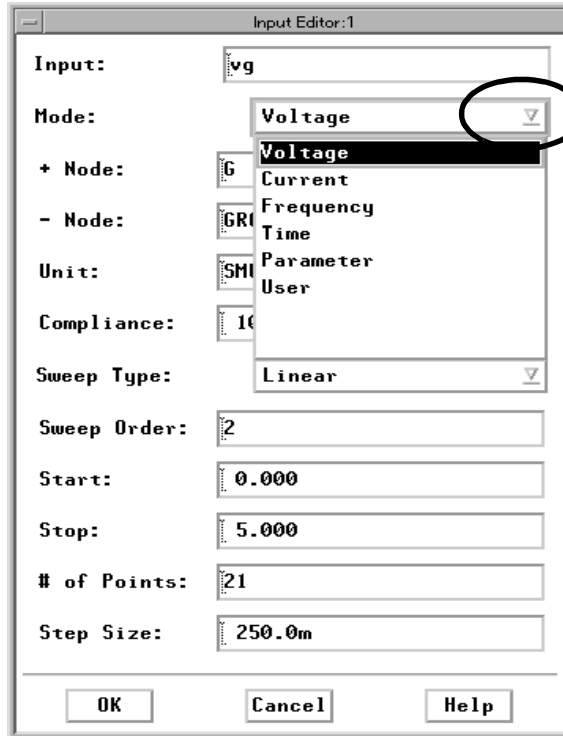 Input Editor:1
Input: vg
Mode: Voltage
Voltage
+ Node: G
Current
Frequency
- Node:
Time
Unit:
Parameter
User
Compliance:
Sweep Type: Linear
Sweep Order: 2
Start: 0.000
Stop: 5.000
# of Points: 21
Step Size: 250.0m
OK Cancel Help